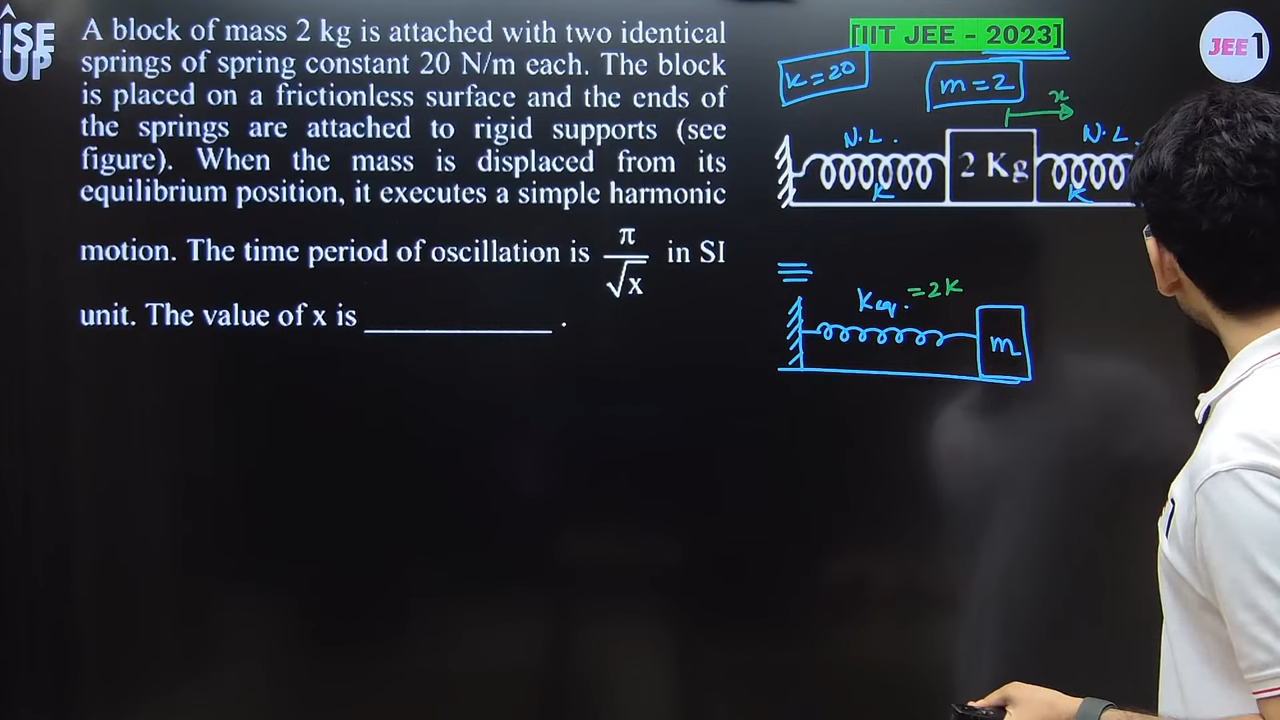 ISE
UP
A block of mass 2 kg is attached with two identical
springs of spring constant 20 N/m each. The block
is placed on a frictionless surface and the ends of
the springs are attached to rigid supports (see
figure). When the mass is displaced from its
equilibrium position, it executes a simple harmonic
motion. The time period of oscillation is π/√x in SI
unit. The value of x is ____________ .
[IIT JEE - 2023]
JEE 1
k = 20
m = 2
x
N.L.
N.L.
2 Kg
K
K
Keq. = 2K
m